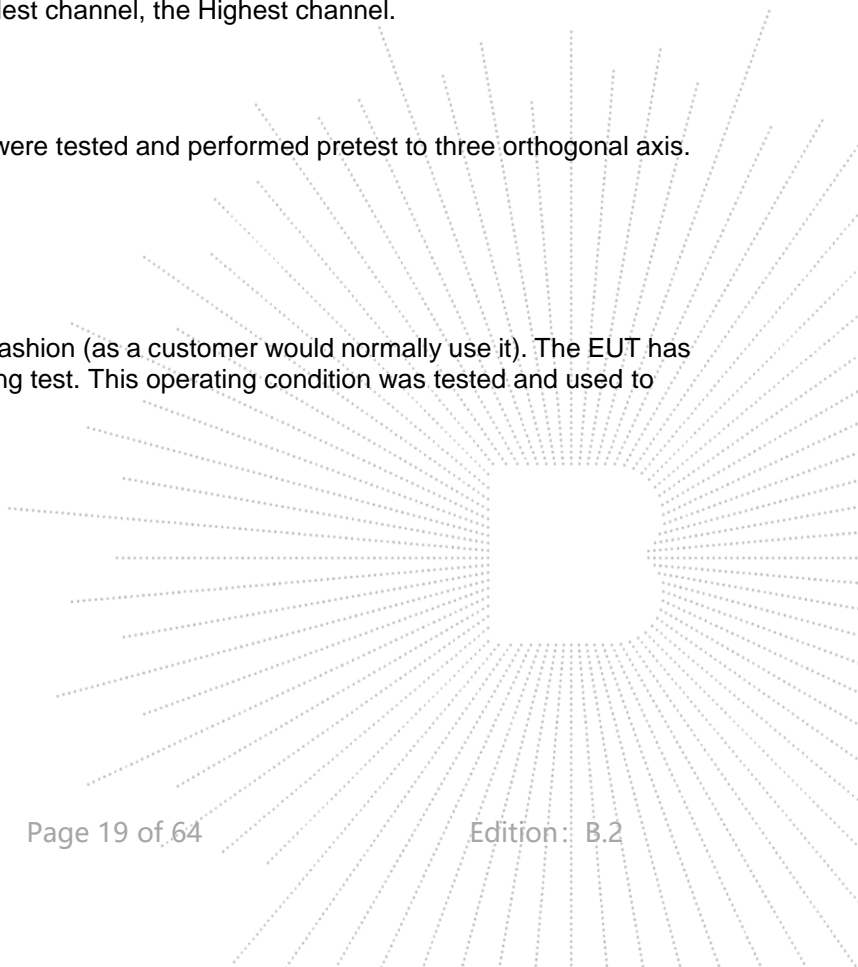 lest channel, the Highest channel.
were tested and performed pretest to three orthogonal axis.
ashion (as a customer would normally use it). The EUT has
ng test. This operating condition was tested and used to
Page 19 of 64 Edition: B.2